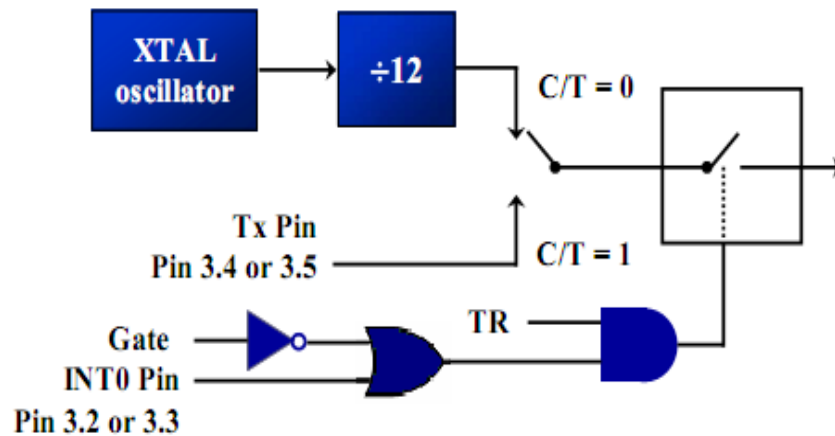 XTAL
oscillator
÷12
C/T = 0
Tx Pin
Pin 3.4 or 3.5
C/T = 1
TR
Gate
INT0 Pin
Pin 3.2 or 3.3